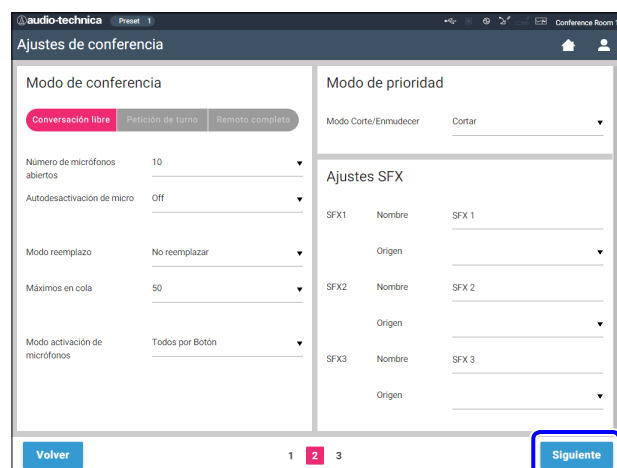 audio-technica Preset 1 Conference Room 1
Ajustes de conferencia
Modo de conferencia
Conversación libre Petición de turno Remoto completo
Número de micrófonos abiertos 10
Autodesactivación de micro Off
Modo reemplazo No reemplazar
Máximos en cola 50
Modo activación de micrófonos Todos por Botón
Modo de prioridad
Modo Corte/Enmudecer Cortar
Ajustes SFX
SFX1 Nombre SFX 1
Origen
SFX2 Nombre SFX 2
Origen
SFX3 Nombre SFX 3
Origen
Volver 1 2 3 Siguiente